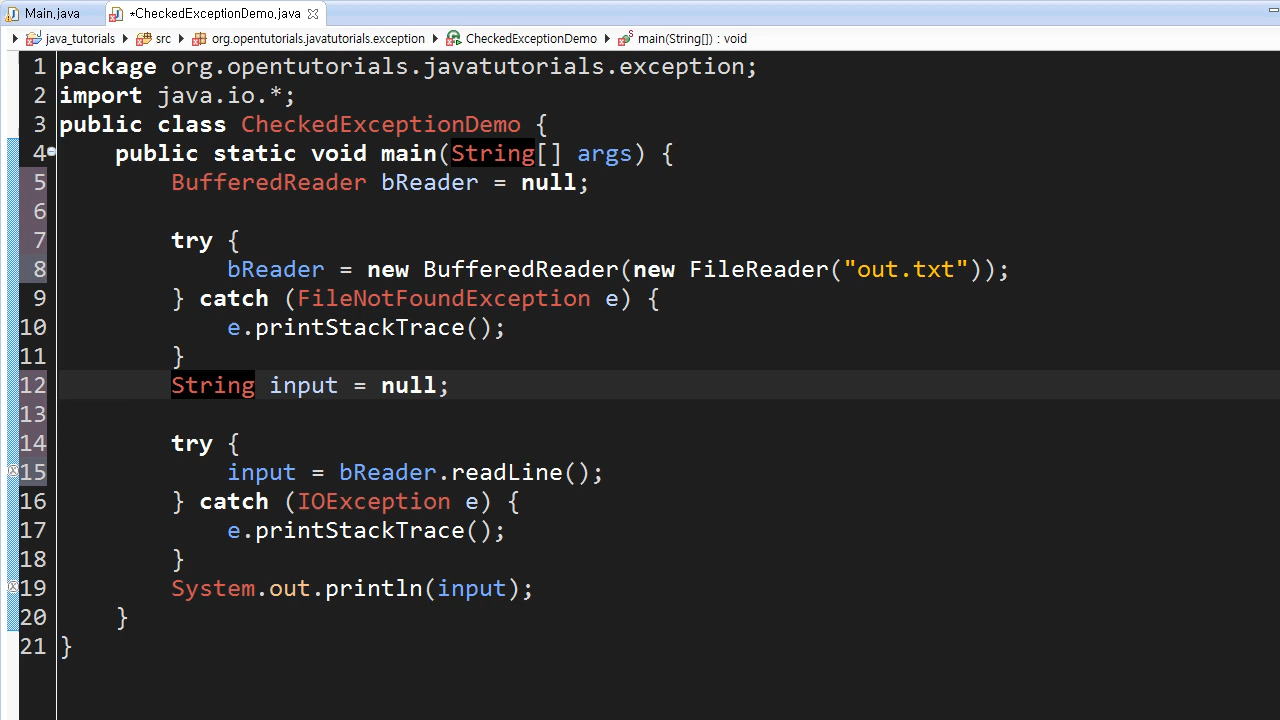 Main.java *CheckedExceptionDemo.java
java_tutorials src org.opentutorials.javatutorials.exception CheckedExceptionDemo main(String[]) : void
1 package org.opentutorials.javatutorials.exception;
2 import java.io.*;
3 public class CheckedExceptionDemo {
4 public static void main(String[] args) {
5 BufferedReader bReader = null;
6
7 try {
8 bReader = new BufferedReader(new FileReader("out.txt"));
9 } catch (FileNotFoundException e) {
10 e.printStackTrace();
11 }
12 String input = null;
13
14 try {
15 input = bReader.readLine();
16 } catch (IOException e) {
17 e.printStackTrace();
18 }
19 System.out.println(input);
20 }
21 }